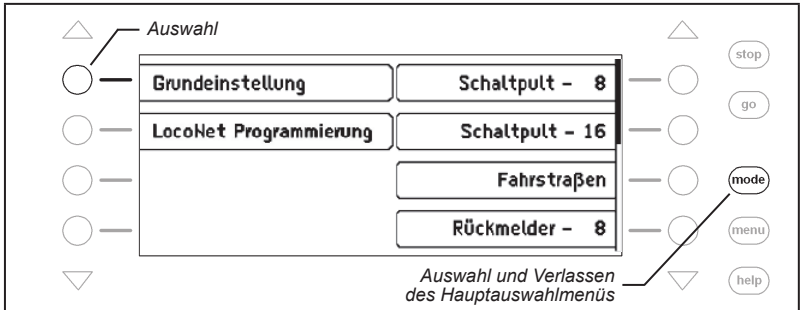 Auswahl
stop
Grundeinstellung
Schaltpult - 8
go
LocoNet Programmierung
Schaltpult - 16
Fahrstraßen
mode
Rückmelder - 8
menu
Auswahl und Verlassen
des Hauptauswahlmenüs
help